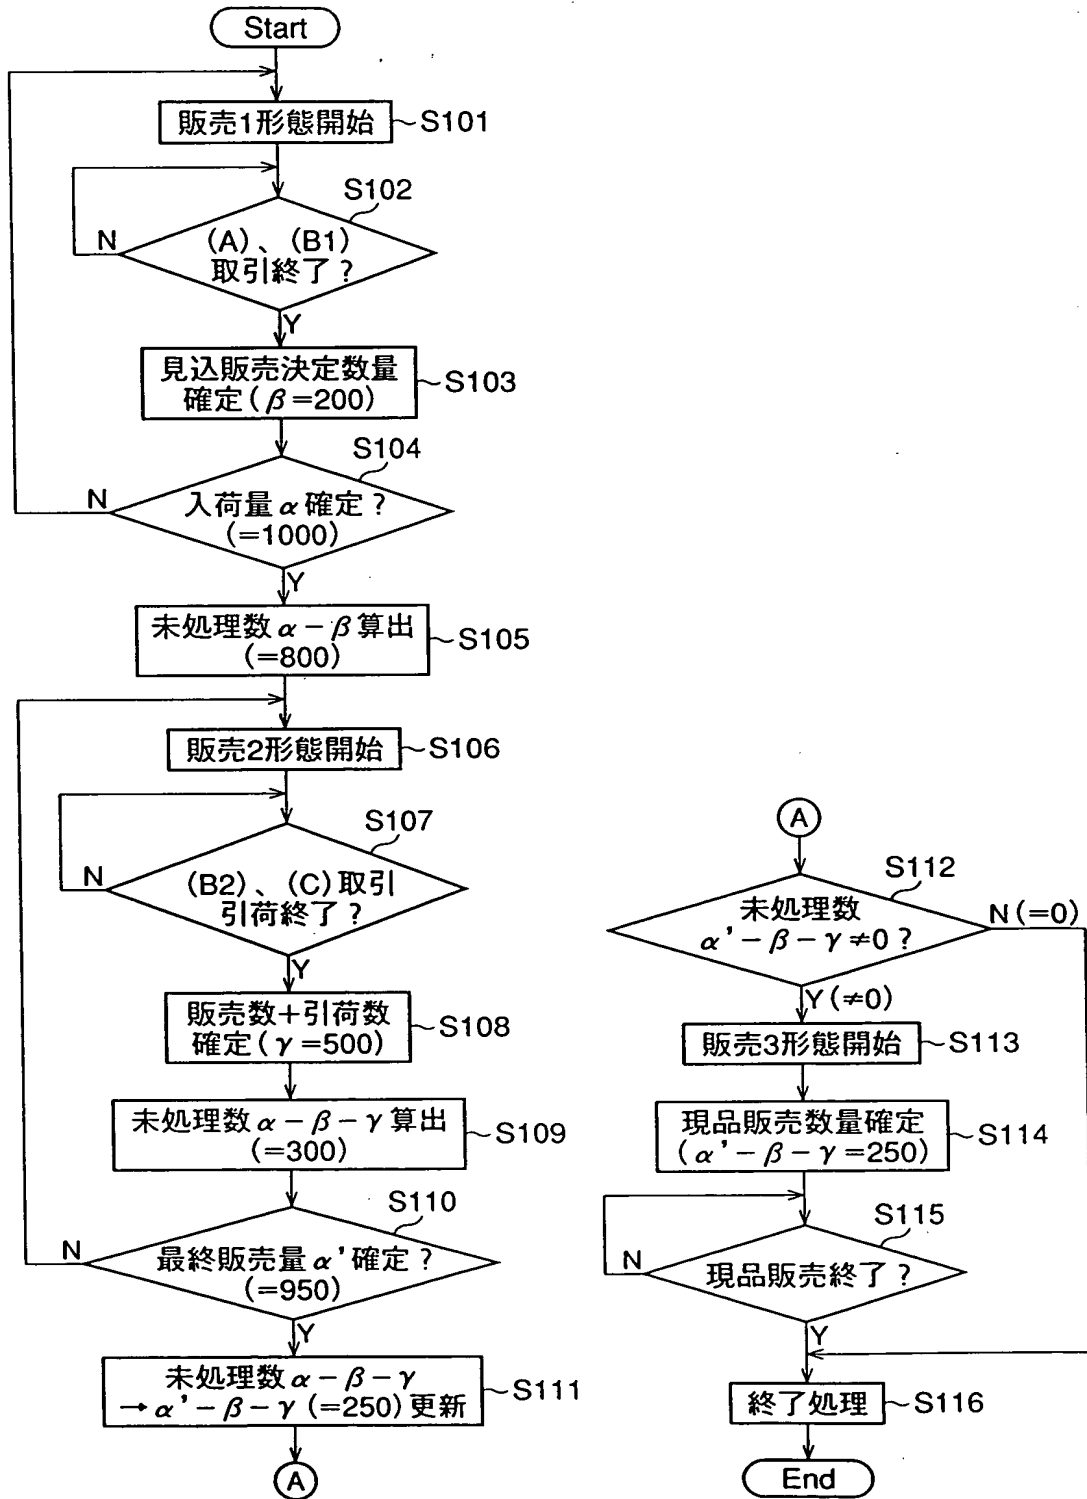 Start
販売1形態開始
S101
S102
(A)、(B1)
取引終了?
N
Y
見込販売決定数量
確定(β=200)
S103
S104
入荷量α確定?
(=1000)
N
Y
未処理数α-β算出
(=800)
S105
販売2形態開始
S106
S107
(B2)、(C)取引
引荷終了?
N
Y
販売数+引荷数
確定(γ=500)
S108
未処理数α-β-γ算出
(=300)
S109
S110
最終販売量α'確定?
(=950)
N
Y
未処理数α-β-γ
→α'-β-γ(=250)更新
S111
A
A
S112
未処理数
α'-β-γ≠0?
N(=0)
Y(≠0)
販売3形態開始
S113
現品販売数量確定
(α'-β-γ=250)
S114
S115
現品販売終了?
N
Y
終了処理
S116
End